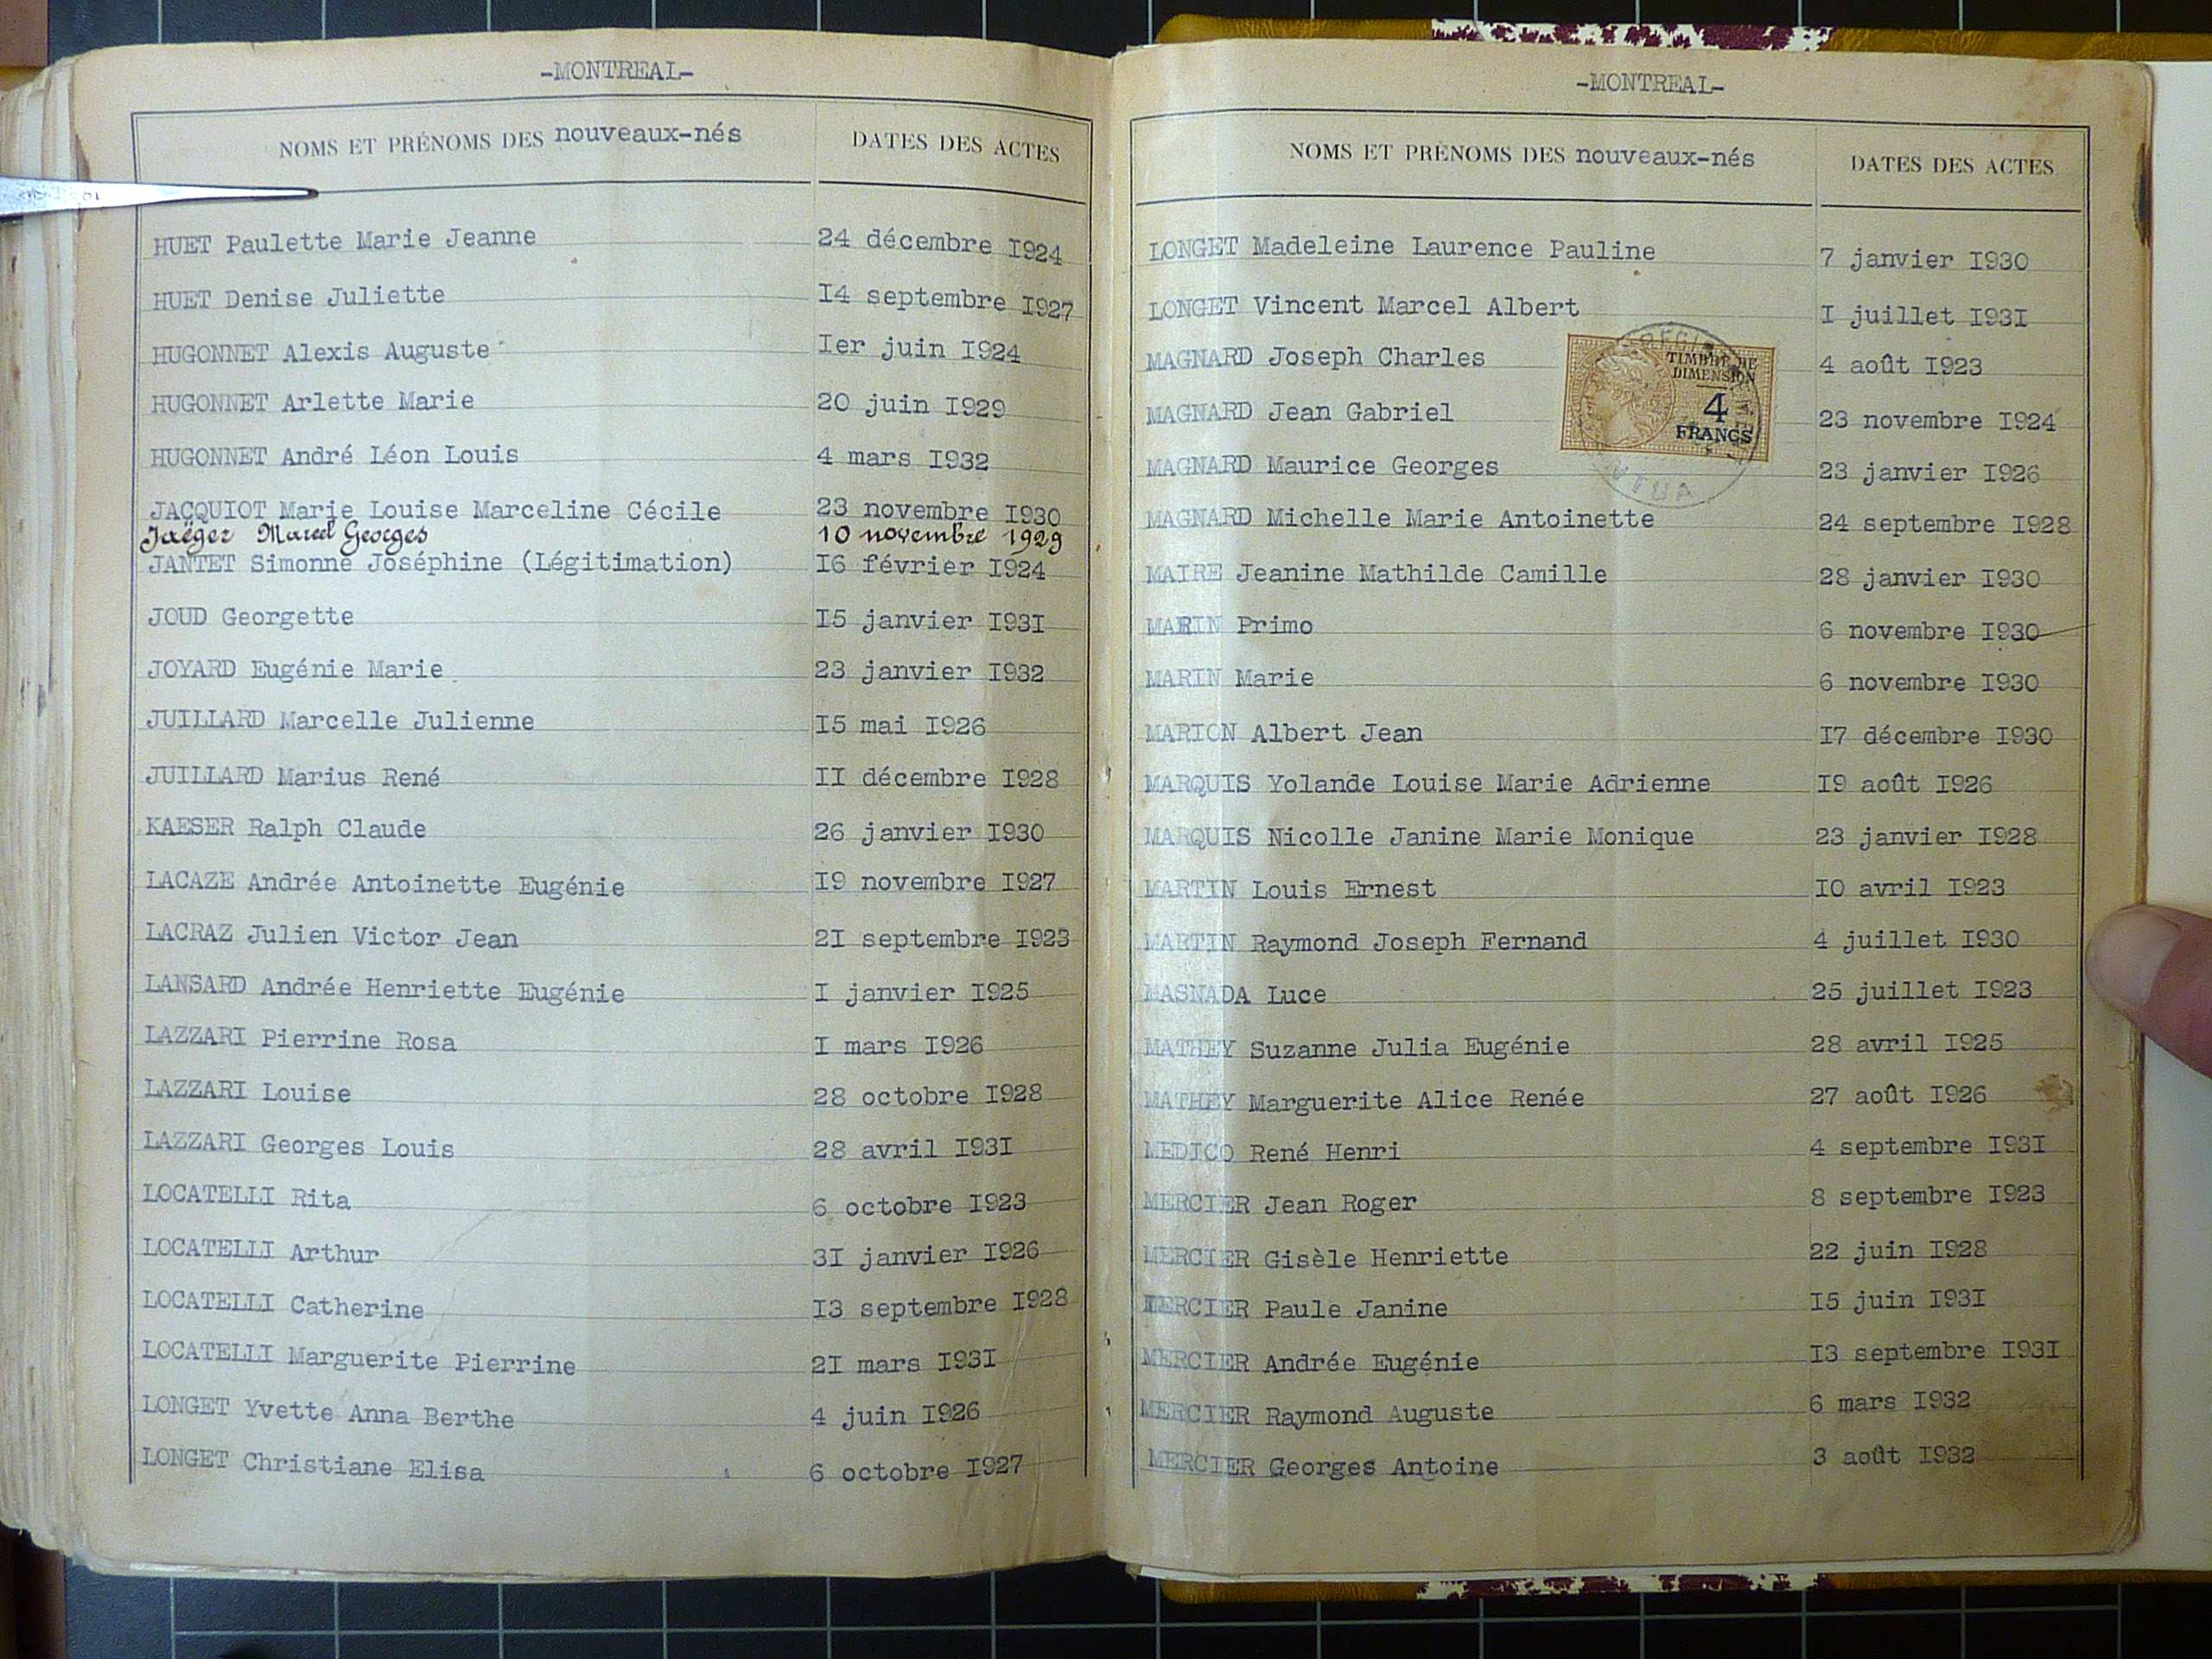 -MONTREAL-
NOMS ET PRÉNOMS DES nouveaux-nés DATES DES ACTES
HUET Paulette Marie Jeanne 24 décembre I924
HUET Denise Juliette I4 septembre I927
HUGONNET Alexis Auguste Ier juin I924
HUGONNET Arlette Marie 20 juin I929
HUGONNET André Léon Louis 4 mars I932
JACQUIOT Marie Louise Marceline Cécile 23 novembre I930
Jaëger Marcel Georges 10 novembre 1929
JANTET Simonne Joséphine (Légitimation) I6 février I924
JOUD Georgette I5 janvier I93I
JOYARD Eugénie Marie 23 janvier I932
JUILLARD Marcelle Julienne I5 mai I926
JUILLARD Marius René II décembre I928
KAESER Ralph Claude 26 janvier I930
LACAZE Andrée Antoinette Eugénie I9 novembre I927
LACRAZ Julien Victor Jean 2I septembre I923
LANSARD Andrée Henriette Eugénie I janvier I925
LAZZARI Pierrine Rosa I mars I926
LAZZARI Louise 28 octobre I928
LAZZARI Georges Louis 28 avril I93I
LOCATELLI Rita 6 octobre I923
LOCATELLI Arthur 3I janvier I926
LOCATELLI Catherine I3 septembre I928
LOCATELLI Marguerite Pierrine 2I mars I93I
LONGET Yvette Anna Berthe 4 juin I926
LONGET Christiane Elisa 6 octobre I927
-MONTREAL-
NOMS ET PRÉNOMS DES nouveaux-nés DATES DES ACTES
LONGET Madeleine Laurence Pauline 7 janvier I930
LONGET Vincent Marcel Albert I juillet I93I
MAGNARD Joseph Charles 4 août I923
MAGNARD Jean Gabriel 23 novembre I924
MAGNARD Maurice Georges 23 janvier I926
MAGNARD Michelle Marie Antoinette 24 septembre I928
MAIRE Jeanine Mathilde Camille 28 janvier I930
MARIN Primo 6 novembre I930
MARIN Marie 6 novembre I930
MARION Albert Jean I7 décembre I930
MARQUIS Yolande Louise Marie Adrienne I9 août I926
MARQUIS Nicolle Janine Marie Monique 23 janvier I928
MARTIN Louis Ernest IO avril I923
MARTIN Raymond Joseph Fernand 4 juillet I930
MASNADA Luce 25 juillet I923
MATHEY Suzanne Julia Eugénie 28 avril I925
MATHEY Marguerite Alice Renée 27 août I926
MEDICO René Henri 4 septembre I93I
MERCIER Jean Roger 8 septembre I923
MERCIER Gisèle Henriette 22 juin I928
MERCIER Paule Janine I5 juin I93I
MERCIER Andrée Eugénie I3 septembre I93I
MERCIER Raymond Auguste 6 mars I932
MERCIER Georges Antoine 3 août I932
TIMBRE DE
DIMENSION
4
FRANCS